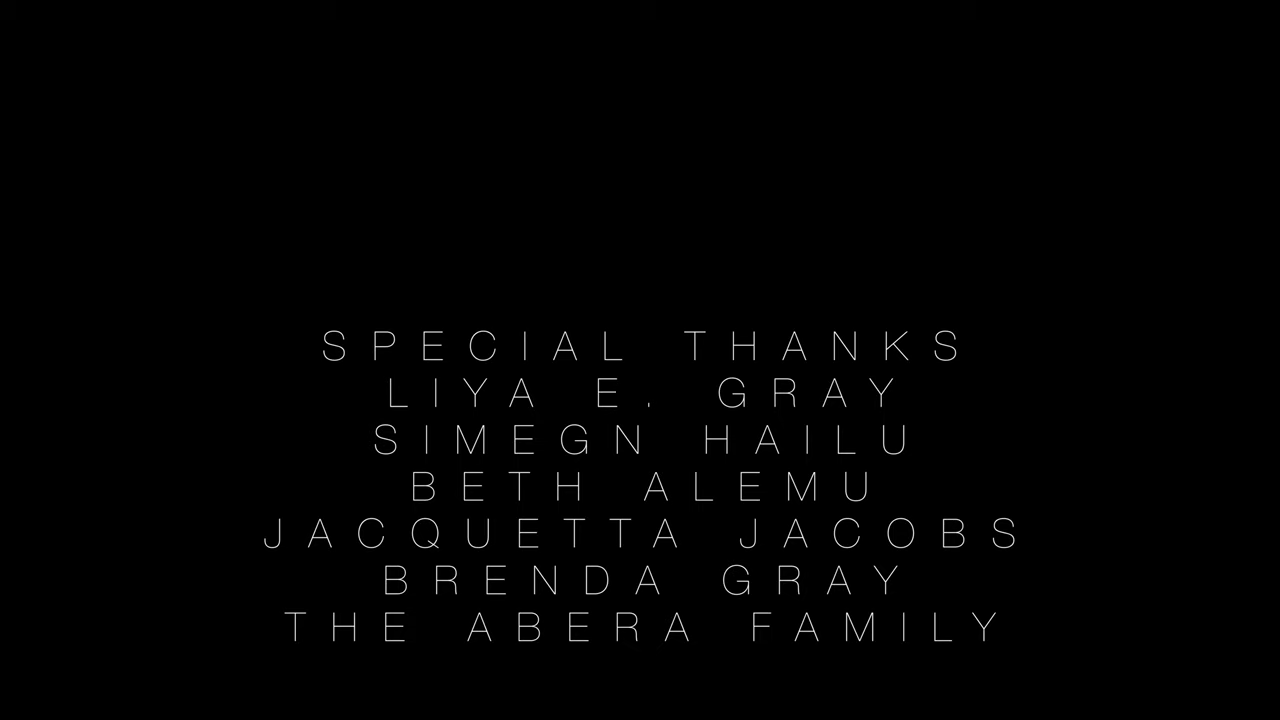 SPECIAL THANKS
LIYA E. GRAY
SIMEGN HAILU
BETH ALEMU
JACQUETTA JACOBS
BRENDA GRAY
THE ABERA FAMILY